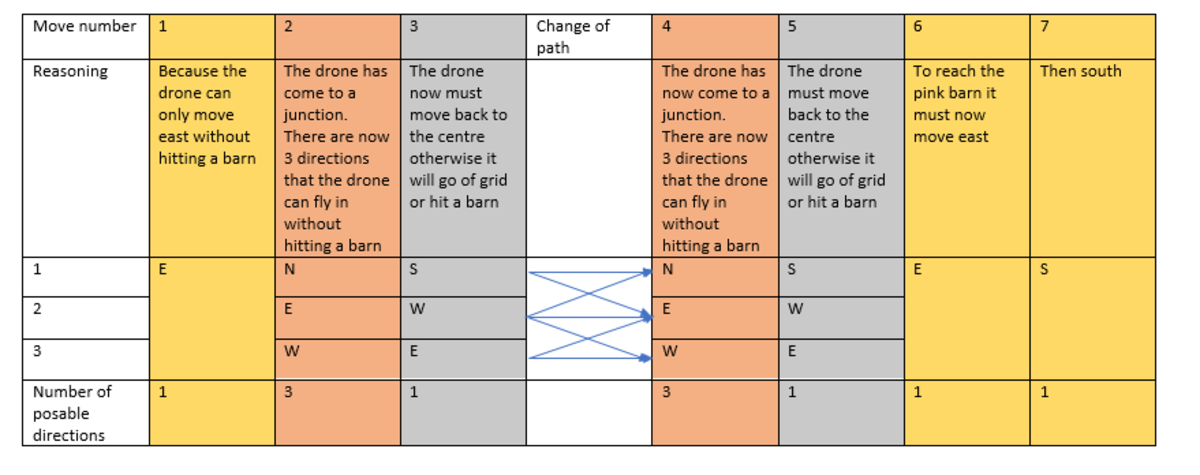 Move number 1 2 3 Change of path 4 5 6 7
Reasoning
Because the
drone can
only move
east without
hitting a barn
The drone has
come to a
junction.
There are now
3 directions
that the drone
can fly in
without
hitting a barn
The drone
now must
move back to
the centre
otherwise it
will go of grid
or hit a barn
The drone has
now come to a
junction.
There are now
3 directions
that the drone
can fly in
without
hitting a barn
The drone
must move
back to the
centre
otherwise it
will go of grid
or hit a barn
To reach the
pink barn it
must now
move east
Then south
1 E N S N S E S
2 E W E W
3 W E W E
Number of
posable
directions
1 3 1 3 1 1 1